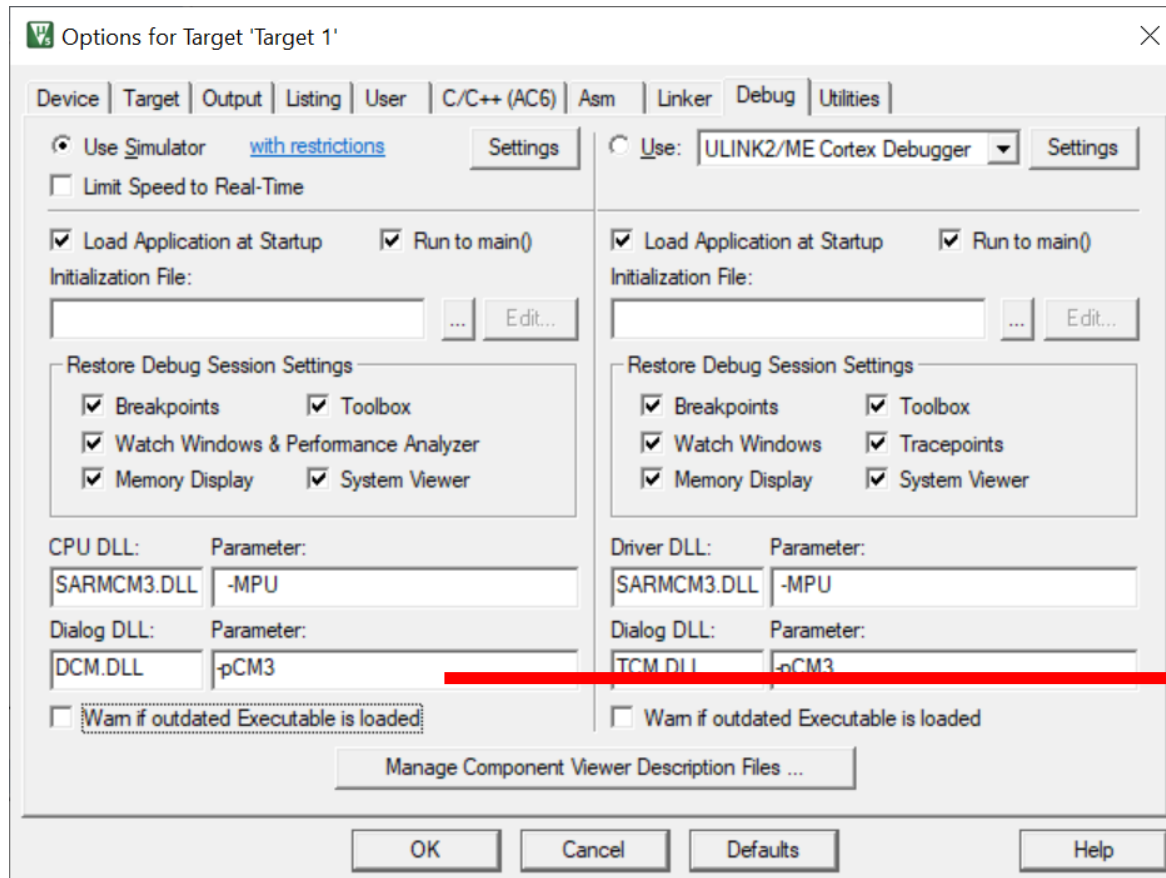 Options for Target 'Target 1'
Device Target Output Listing User C/C++ (AC6) Asm Linker Debug Utilities
Use Simulator with restrictions Settings Use: ULINK2/ME Cortex Debugger Settings
Limit Speed to Real-Time
Load Application at Startup Run to main() Load Application at Startup Run to main()
Initialization File: Initialization File:
... Edit... ... Edit...
Restore Debug Session Settings Restore Debug Session Settings
Breakpoints Toolbox Breakpoints Toolbox
Watch Windows & Performance Analyzer Watch Windows Tracepoints
Memory Display System Viewer Memory Display System Viewer
CPU DLL: Parameter: Driver DLL: Parameter:
SARMCM3.DLL -MPU SARMCM3.DLL -MPU
Dialog DLL: Parameter: Dialog DLL: Parameter:
DCM.DLL -pCM3 TCM.DLL -pCM3
Warn if outdated Executable is loaded Warn if outdated Executable is loaded
Manage Component Viewer Description Files ...
OK Cancel Defaults Help